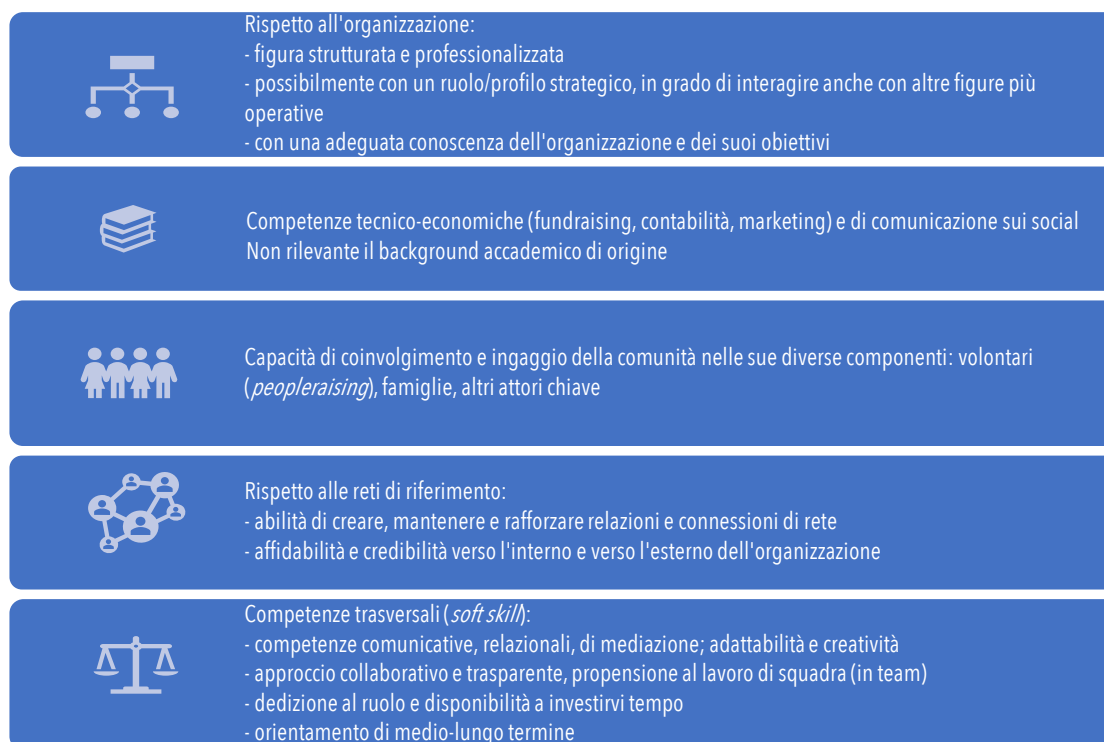 Rispetto all'organizzazione:
- figura strutturata e professionalizzata
- possibilmente con un ruolo/profilo strategico, in grado di interagire anche con altre figure più
operative
- con una adeguata conoscenza dell'organizzazione e dei suoi obiettivi
Competenze tecnico-economiche (fundraising, contabilità, marketing) e di comunicazione sui social
Non rilevante il background accademico di origine
Capacità di coinvolgimento e ingaggio della comunità nelle sue diverse componenti: volontari
(peopleraising), famiglie, altri attori chiave
Rispetto alle reti di riferimento:
- abilità di creare, mantenere e rafforzare relazioni e connessioni di rete
- affidabilità e credibilità verso l'interno e verso l'esterno dell'organizzazione
Competenze trasversali (soft skill):
- competenze comunicative, relazionali, di mediazione; adattabilità e creatività
- approccio collaborativo e trasparente, propensione al lavoro di squadra (in team)
- dedizione al ruolo e disponibilità a investirvi tempo
- orientamento di medio-lungo termine